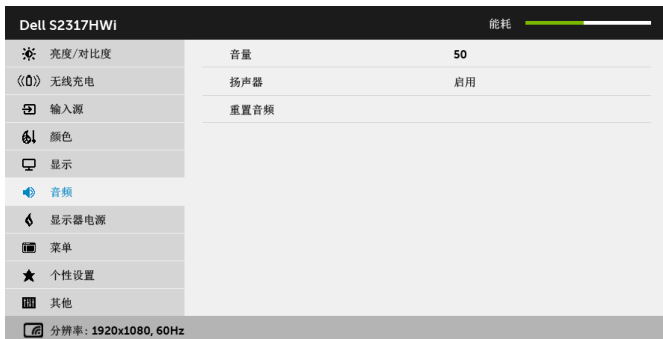 Dell S2317HWi 能耗
亮度/对比度 音量 50
无线充电 扬声器 启用
输入源 重置音频
颜色
显示
音频
显示器电源
菜单
个性设置
其他
分辨率: 1920x1080, 60Hz